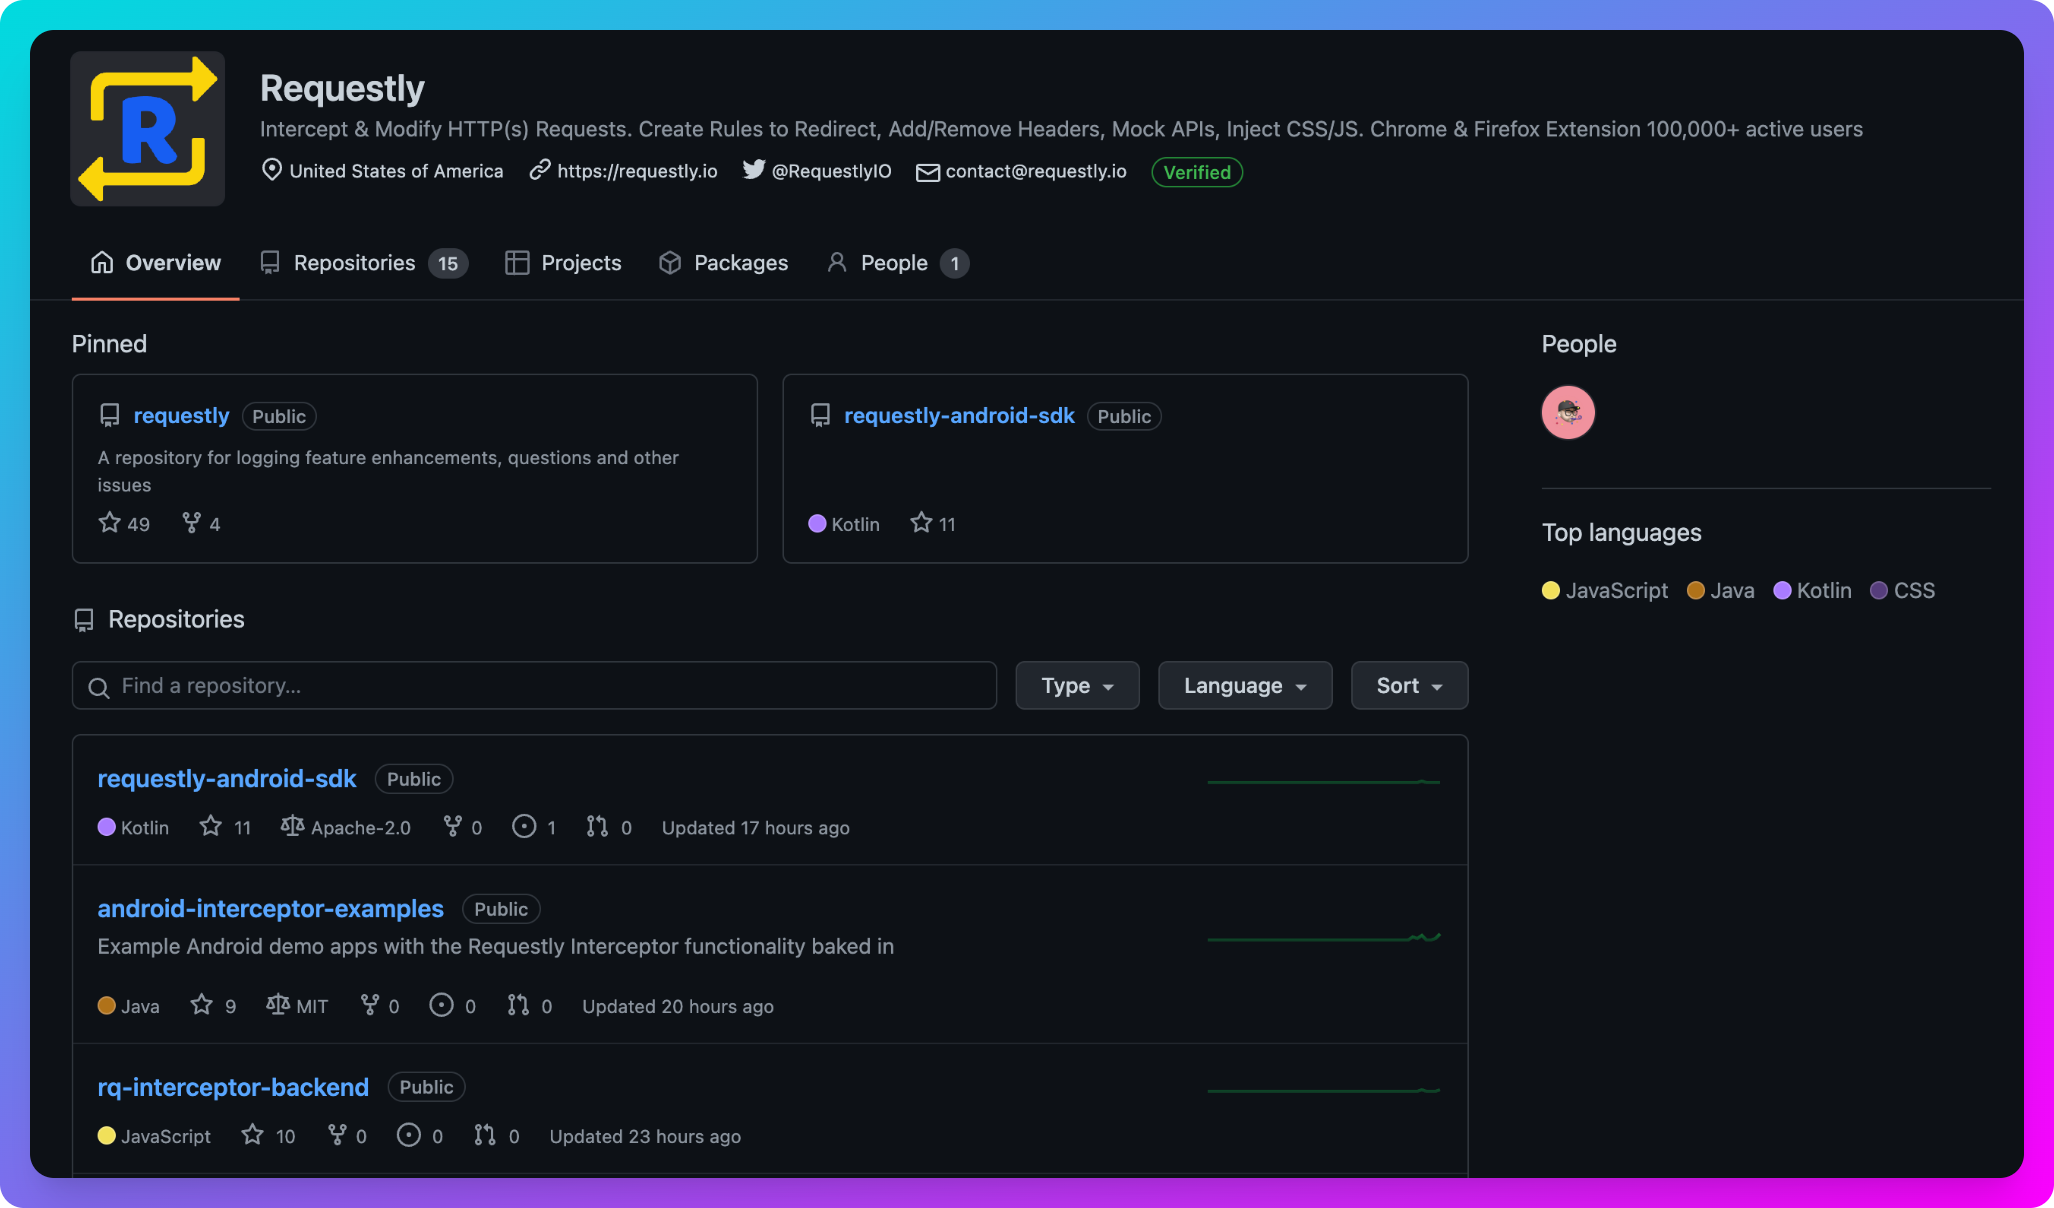 R
Requestly
Intercept & Modify HTTP(s) Requests. Create Rules to Redirect, Add/Remove Headers, Mock APIs, Inject CSS/JS. Chrome & Firefox Extension 100,000+ active users
United States of America https://requestly.io @RequestlyIO contact@requestly.io Verified
Overview Repositories 15 Projects Packages People 1
Pinned
requestly Public
A repository for logging feature enhancements, questions and other
issues
49 4
requestly-android-sdk Public
Kotlin 11
People
Top languages
JavaScript Java Kotlin CSS
Repositories
Find a repository... Type Language Sort
requestly-android-sdk Public
Kotlin 11 Apache-2.0 0 1 0 Updated 17 hours ago
android-interceptor-examples Public
Example Android demo apps with the Requestly Interceptor functionality baked in
Java 9 MIT 0 0 0 Updated 20 hours ago
rq-interceptor-backend Public
JavaScript 10 0 0 0 Updated 23 hours ago